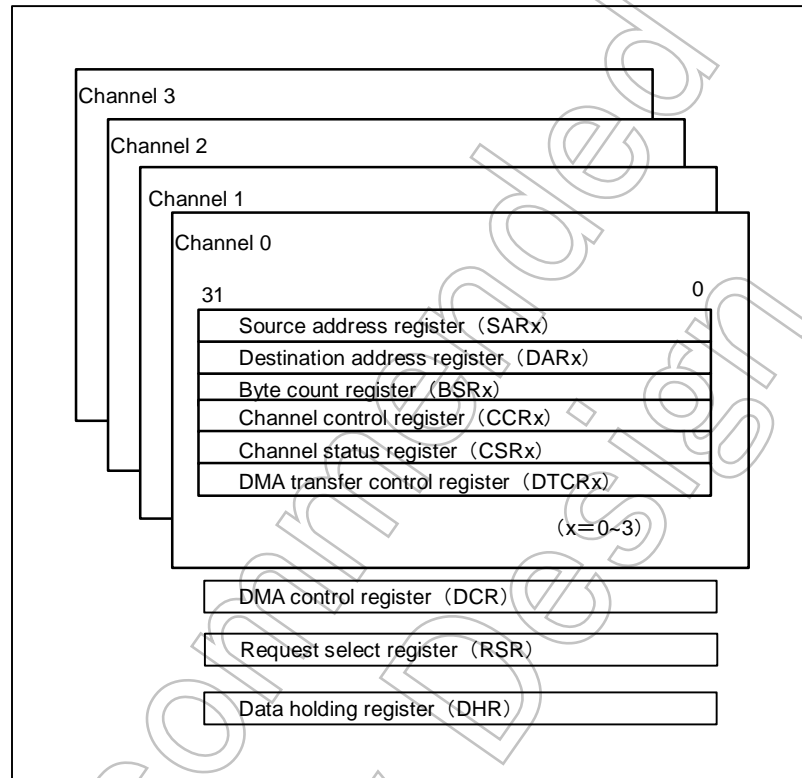 Channel 3
Channel 2
Channel 1
Channel 0
31 0
Source address register（SARx）
Destination address register（DARx）
Byte count register（BSRx）
Channel control register（CCRx）
Channel status register（CSRx）
DMA transfer control register（DTCRx）
（x＝0~3）
DMA control register（DCR）
Request select register（RSR）
Data holding register（DHR）
ommended
Design